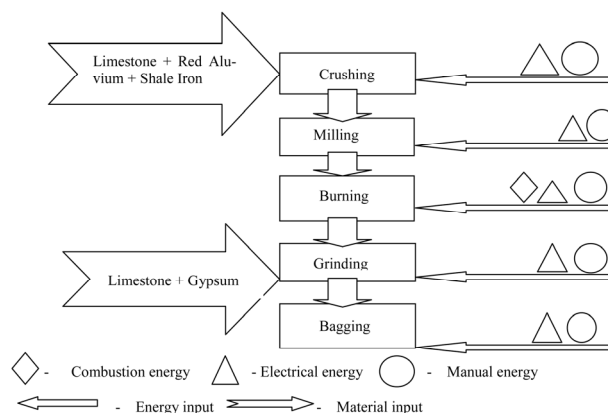 Limestone + Red Alu-
vium + Shale Iron
Crushing
Milling
Burning
Grinding
Limestone + Gypsum
Bagging
- Combustion energy - Electrical energy - Manual energy
- Energy input - Material input